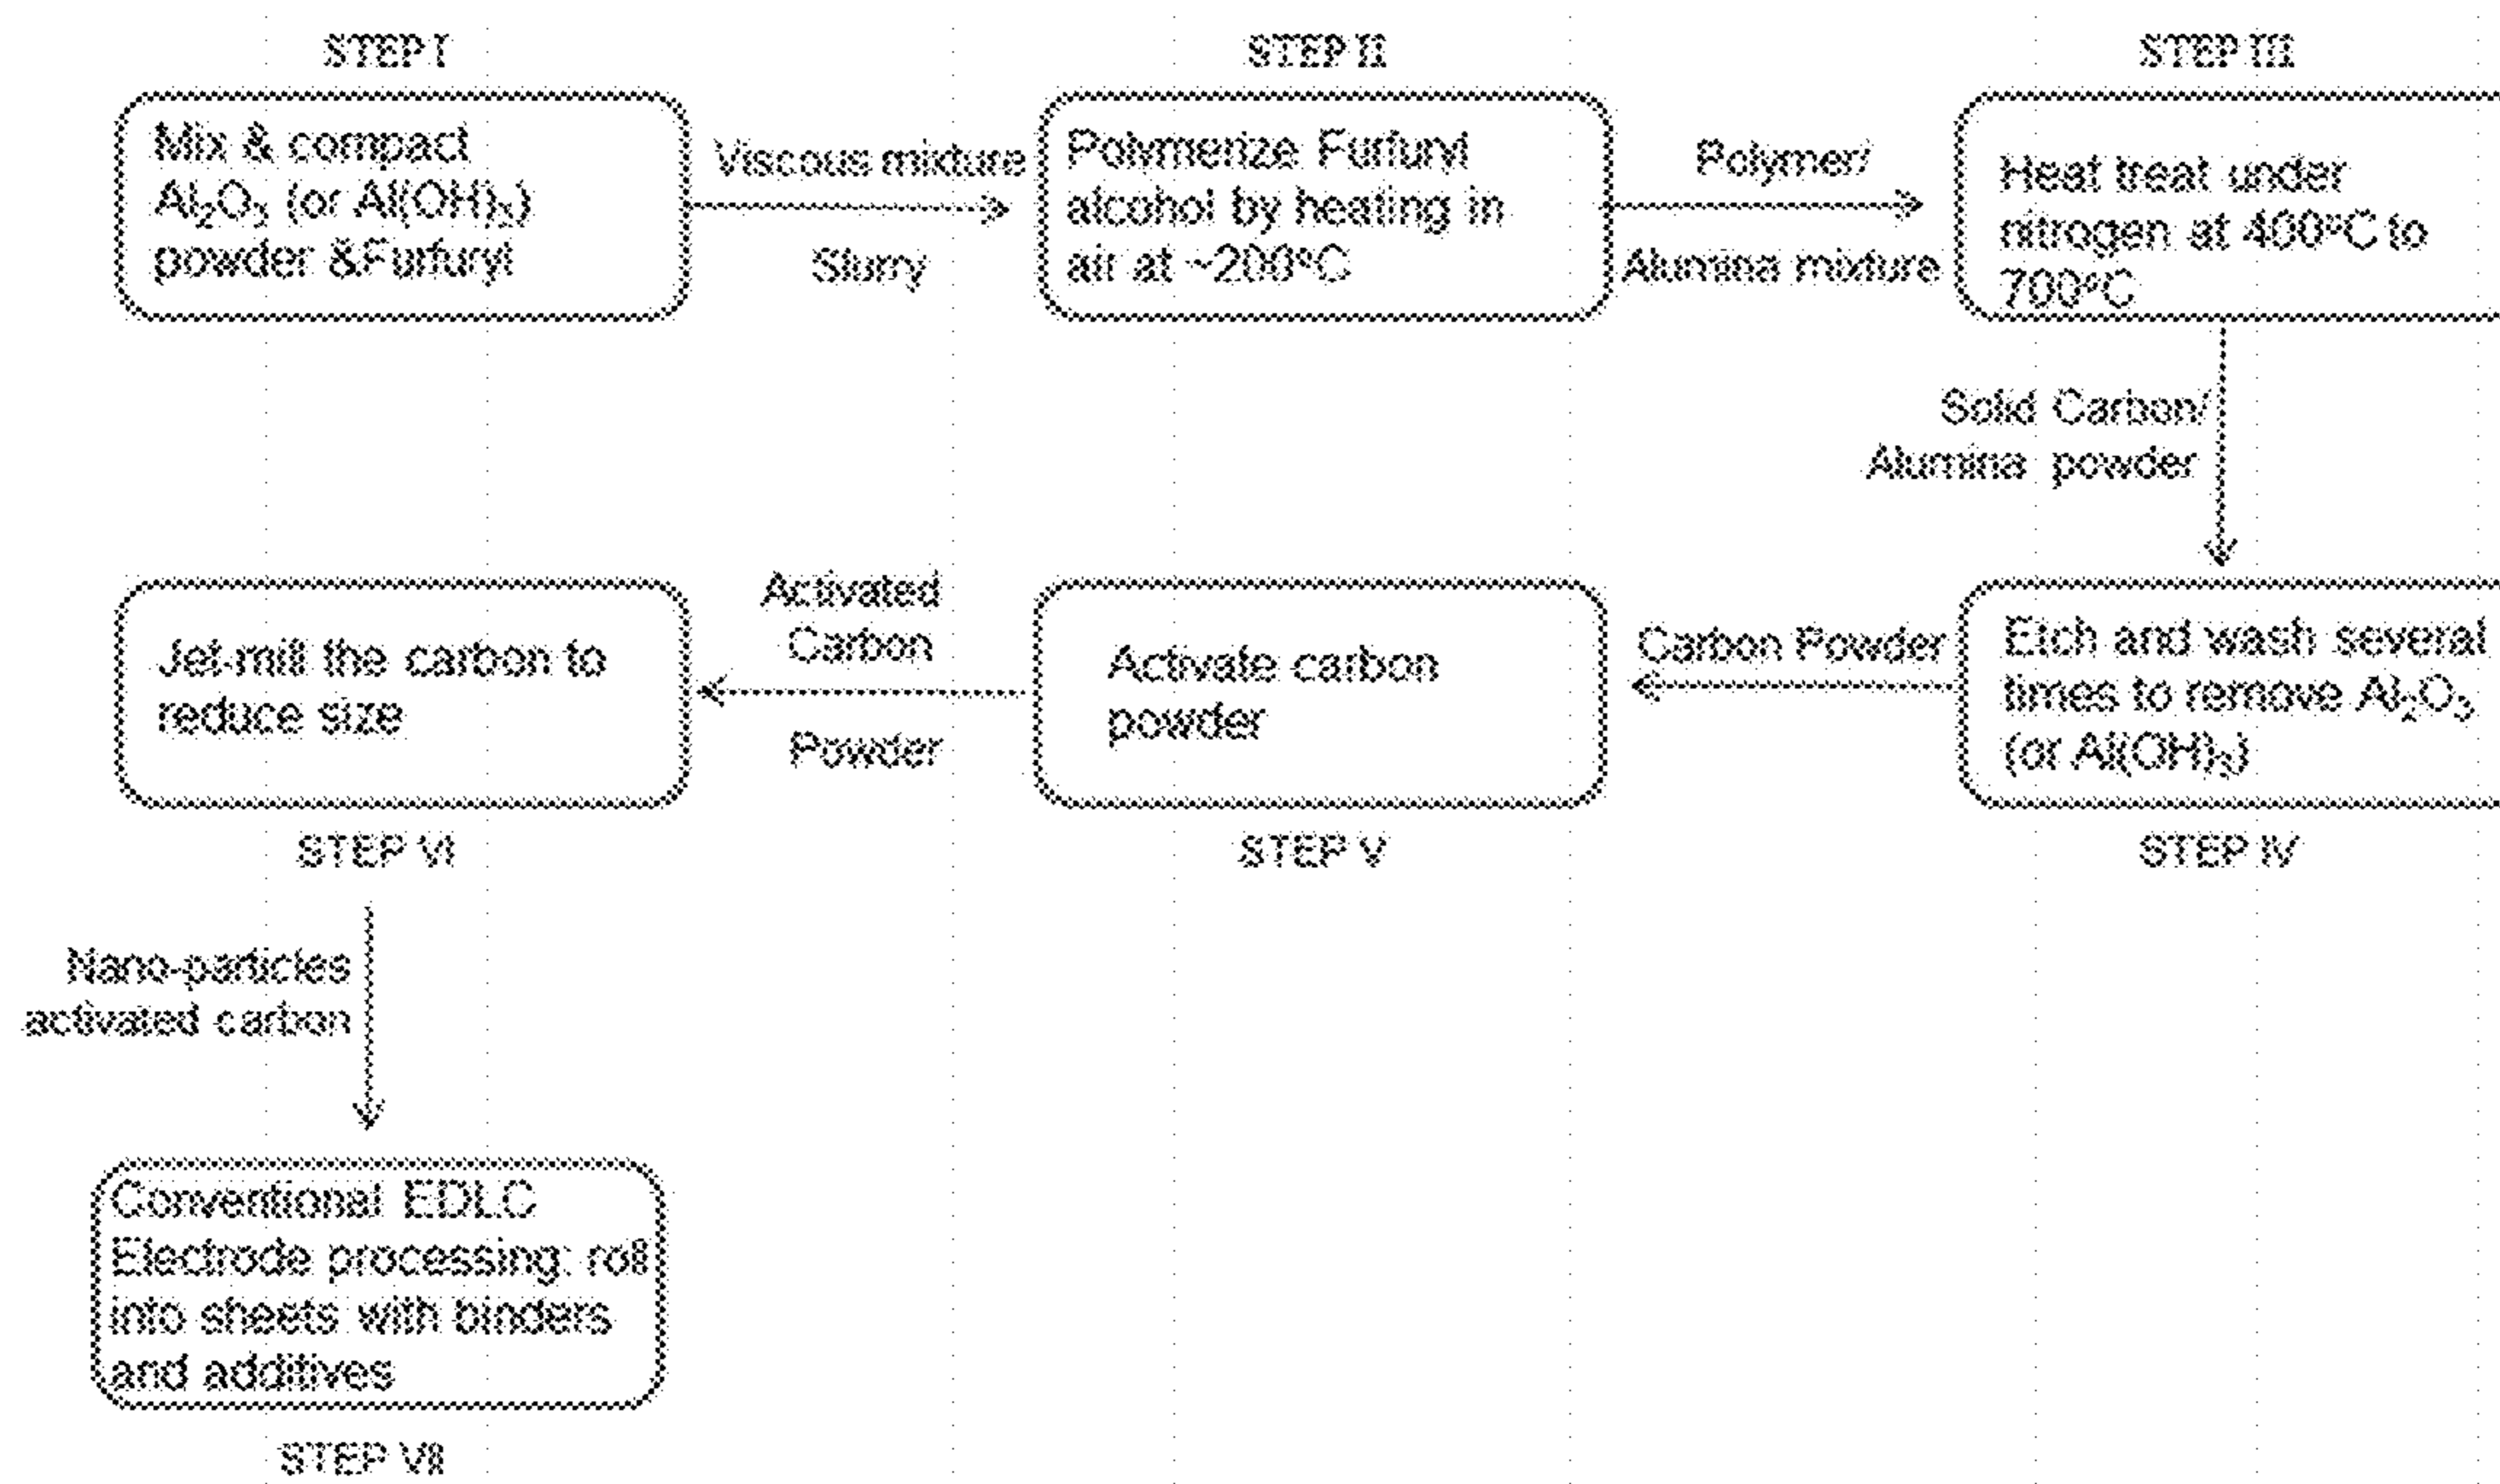 STEP I
Mix & compact
Al₂O₃ (or Al(OH)₃)
powder &Furfuryl
Viscous mixture
Slurry
STEP II
Polymerize Furfuryl
alcohol by heating in
air at ~200°C
Polymer/
Alumina mixture
STEP III
Heat treat under
nitrogen at 400°C to
700°C
Solid Carbon/
Alumina powder
Etch and wash several
times to remove Al₂O₃
(or Al(OH)₃)
STEP IV
Carbon Powder
Activate carbon
powder
STEP V
Activated
Carbon
Powder
Jet-mill the carbon to
reduce size
STEP VI
Nano-particles
activated carbon
Conventional EDLC
Electrode processing: roll
into sheets with binders
and additives
STEP VII